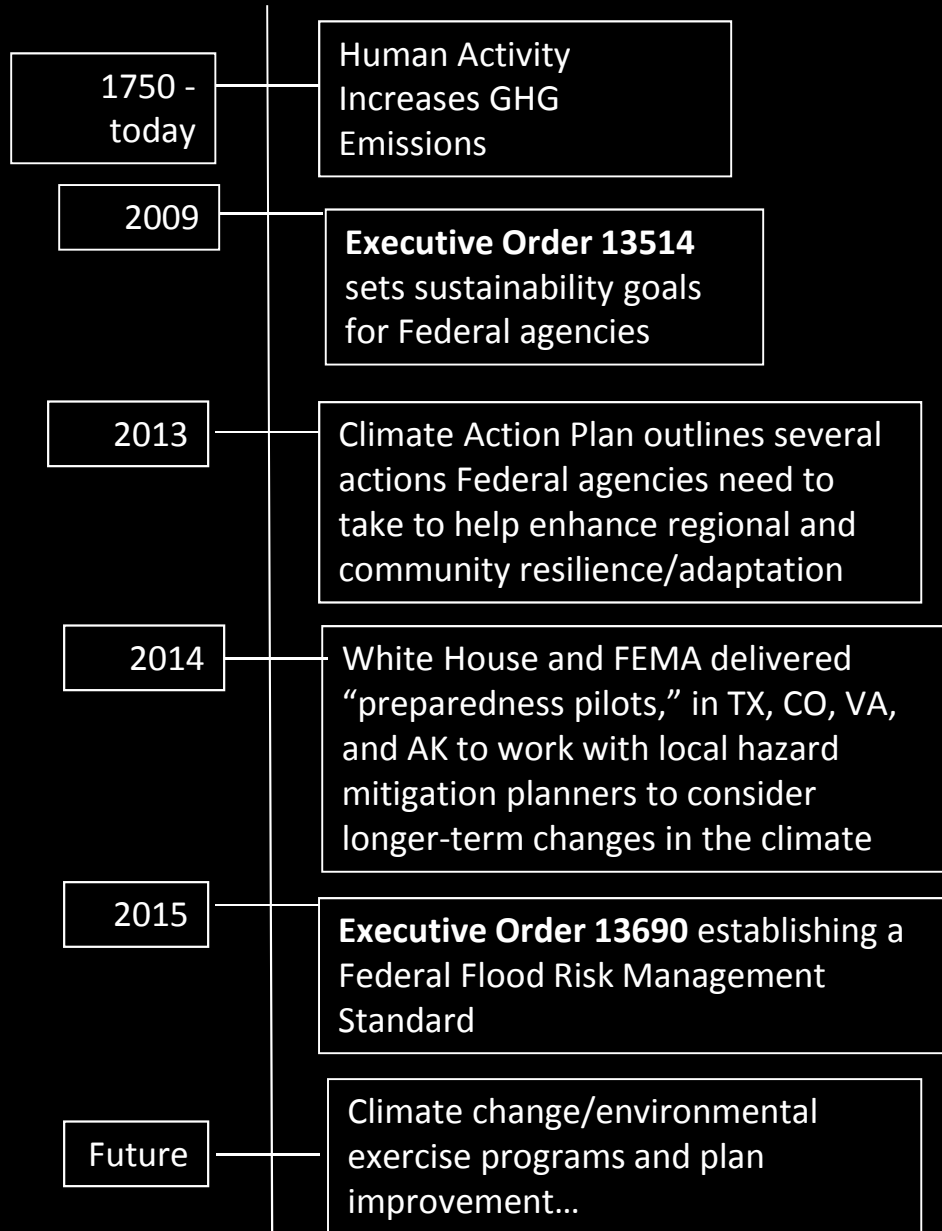 1750 -
today
Human Activity
Increases GHG
Emissions
2009
Executive Order 13514
sets sustainability goals
for Federal agencies
2013
Climate Action Plan outlines several
actions Federal agencies need to
take to help enhance regional and
community resilience/adaptation
2014
White House and FEMA delivered
“preparedness pilots,” in TX, CO, VA,
and AK to work with local hazard
mitigation planners to consider
longer-term changes in the climate
2015
Executive Order 13690 establishing a
Federal Flood Risk Management
Standard
Future
Climate change/environmental
exercise programs and plan
improvement…